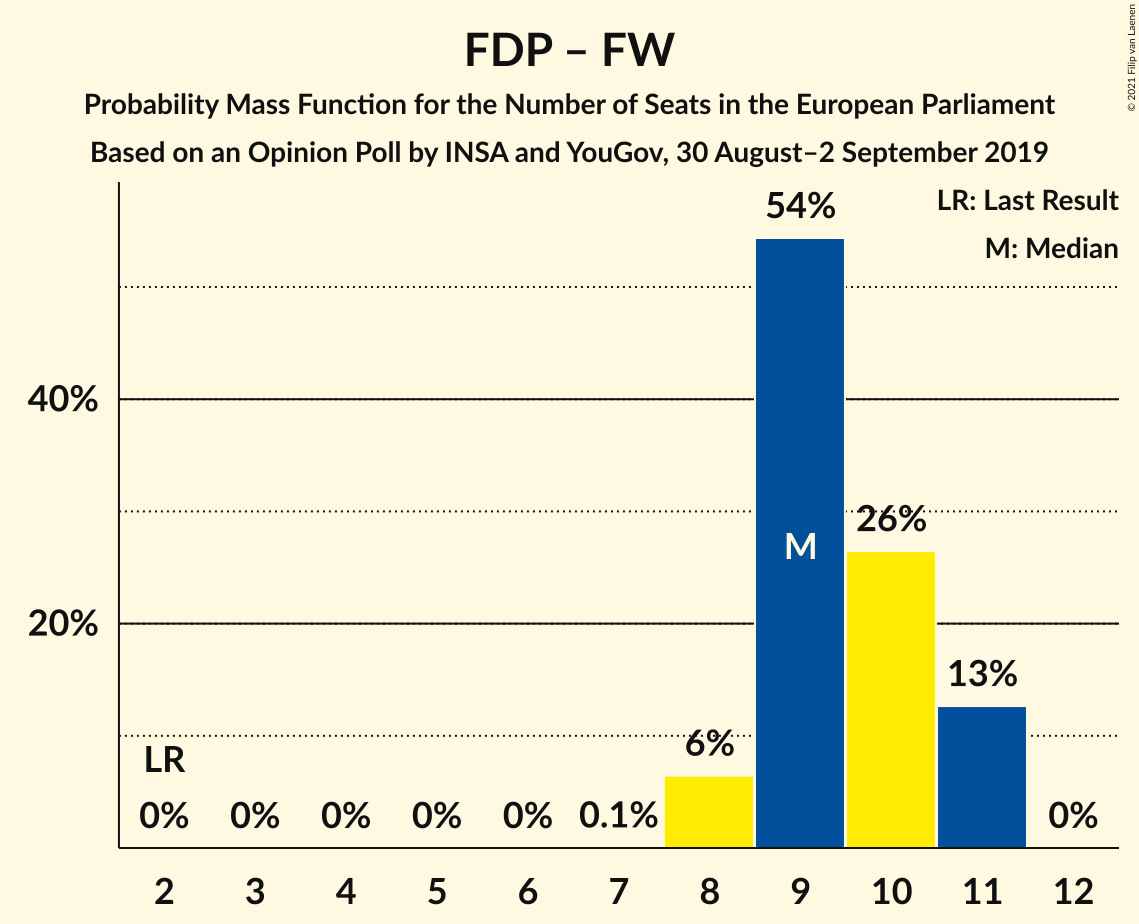 FDP – FW
Probability Mass Function for the Number of Seats in the European Parliament
Based on an Opinion Poll by INSA and YouGov, 30 August–2 September 2019
© 2021 Filip van Laenen
LR: Last Result
M: Median
54%
40%
26%
M
20%
13%
6%
LR
0% 0% 0% 0% 0% 0.1% 0%
2 3 4 5 6 7 8 9 10 11 12